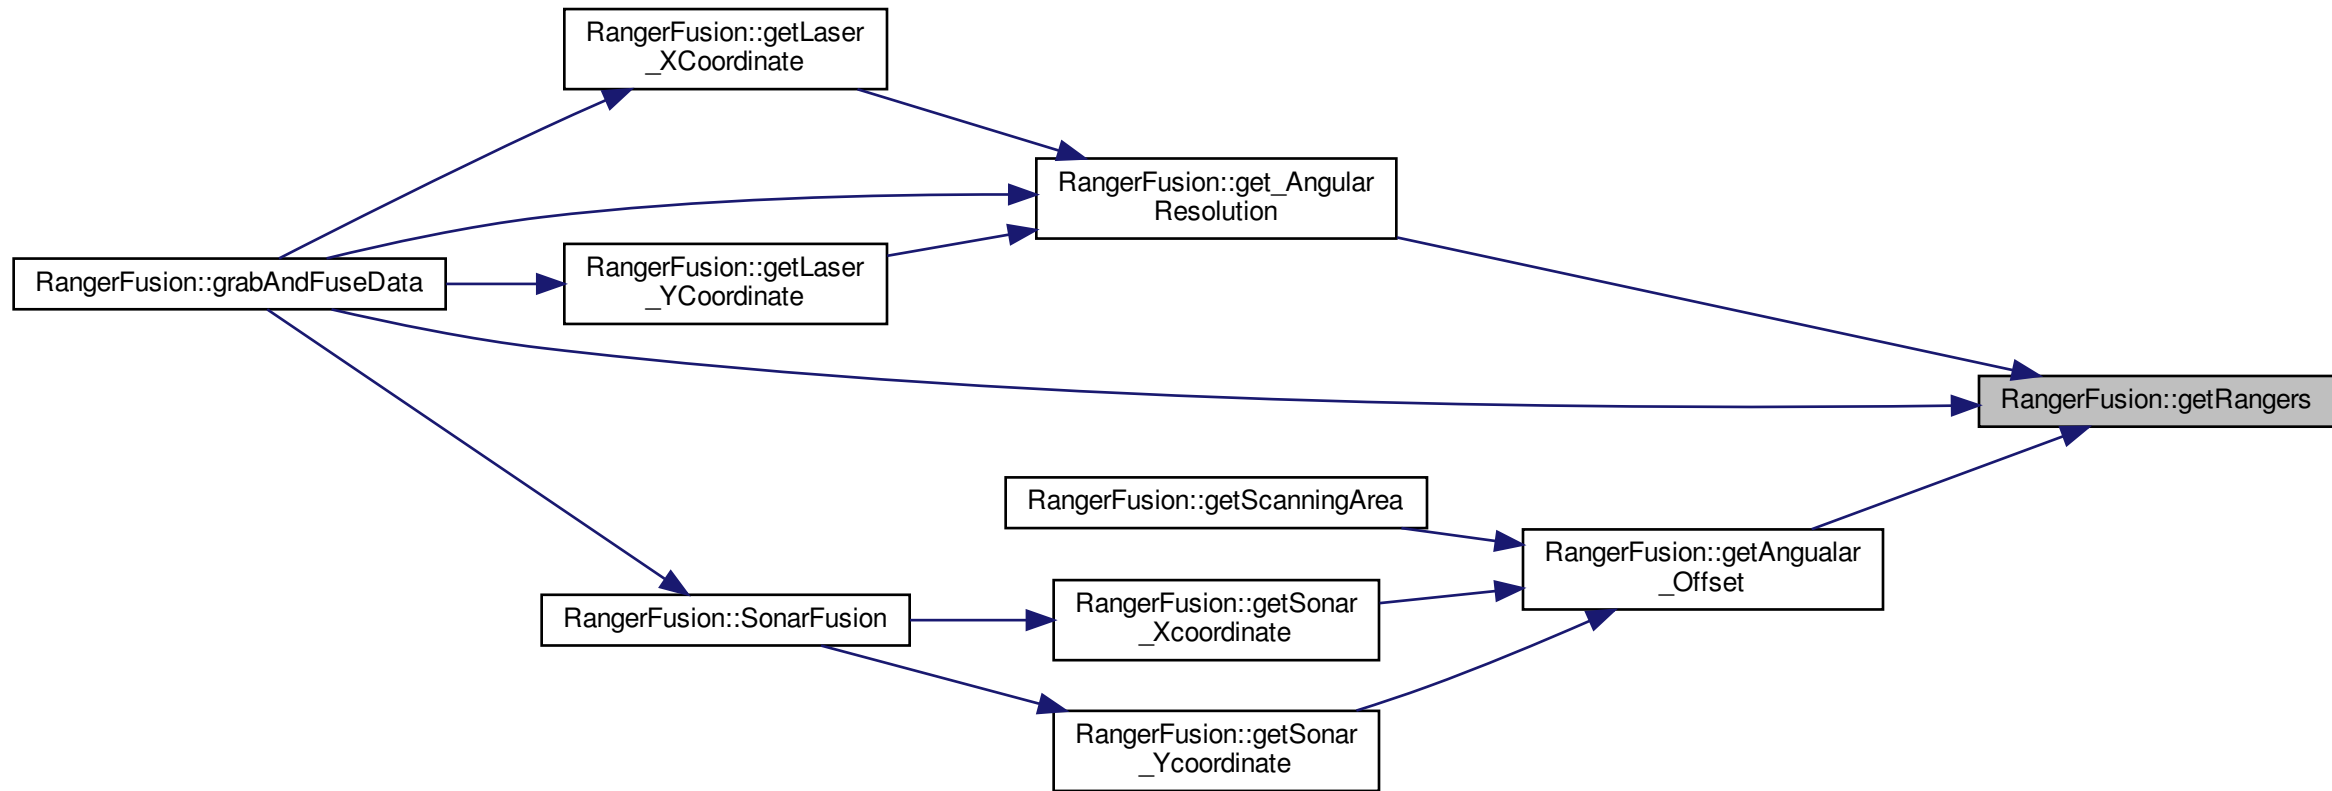 RangerFusion::getLaser
_XCoordinate
RangerFusion::get_Angular
Resolution
RangerFusion::grabAndFuseData
RangerFusion::getLaser
_YCoordinate
RangerFusion::getRangers
RangerFusion::getScanningArea
RangerFusion::getAngualar
_Offset
RangerFusion::SonarFusion
RangerFusion::getSonar
_Xcoordinate
RangerFusion::getSonar
_Ycoordinate